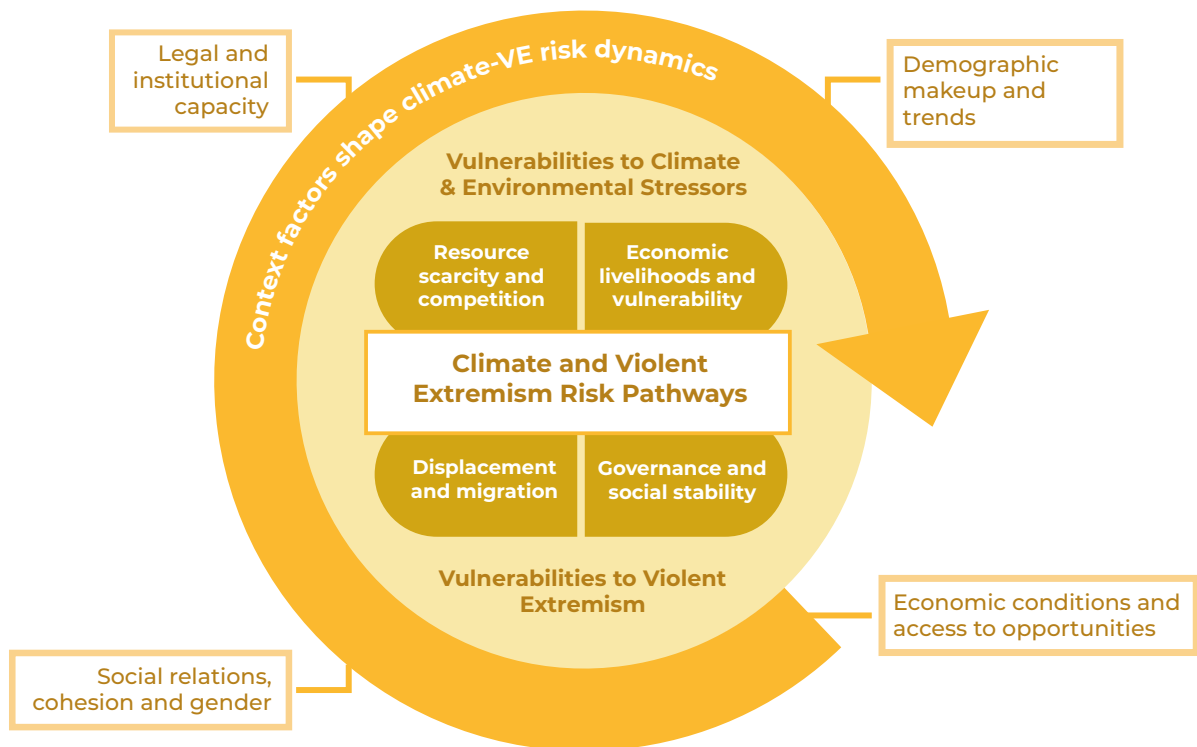 Legal and
institutional
capacity
Context factors shape climate-VE risk dynamics
Demographic
makeup and
trends
Vulnerabilities to Climate
& Environmental Stressors
Resource
scarcity and
competition
Economic
livelihoods and
vulnerability
Climate and Violent
Extremism Risk Pathways
Displacement
and migration
Governance and
social stability
Vulnerabilities to Violent
Extremism
Economic conditions and
access to opportunities
Social relations,
cohesion and gender